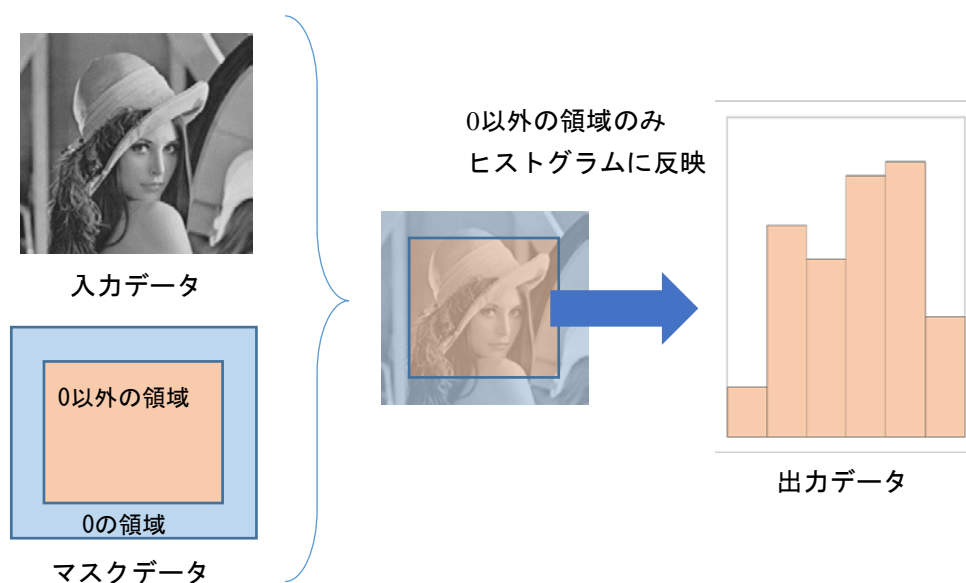 入力データ
0以外の領域
0の領域
マスクデータ
0以外の領域のみ
ヒストグラムに反映
出力データ